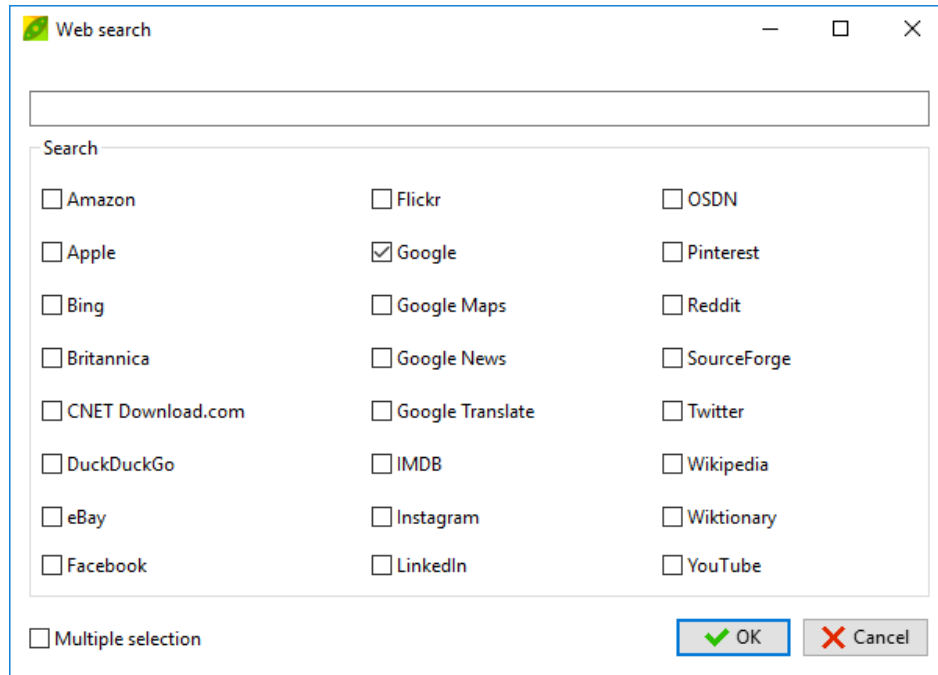 Web search
Search
Amazon
Flickr
OSDN
Apple
Google
Pinterest
Bing
Google Maps
Reddit
Britannica
Google News
SourceForge
CNET Download.com
Google Translate
Twitter
DuckDuckGo
IMDB
Wikipedia
eBay
Instagram
Wiktionary
Facebook
LinkedIn
YouTube
Multiple selection
OK
Cancel